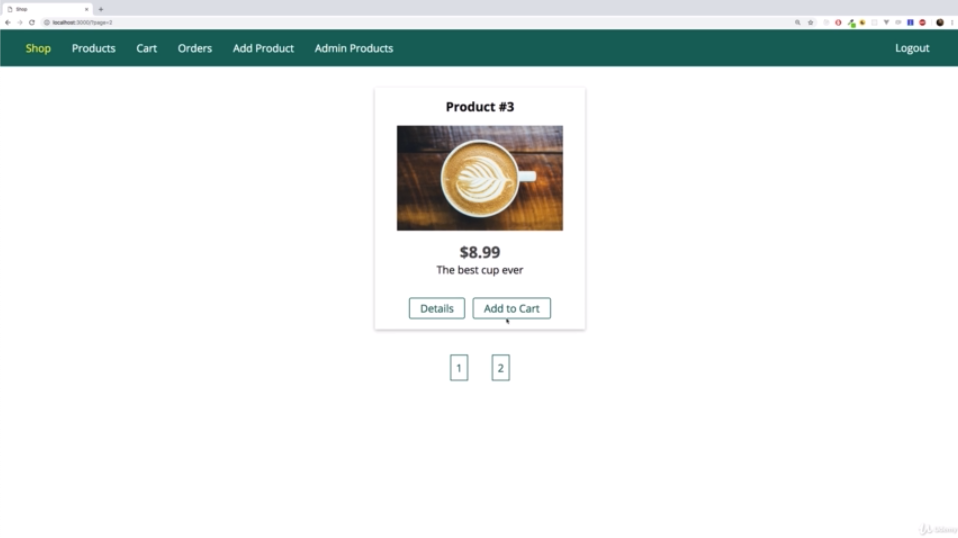 Shop
localhost:3000/?page=2
Shop Products Cart Orders Add Product Admin Products Logout
Product #3
$8.99
The best cup ever
Details Add to Cart
1 2
Udemy